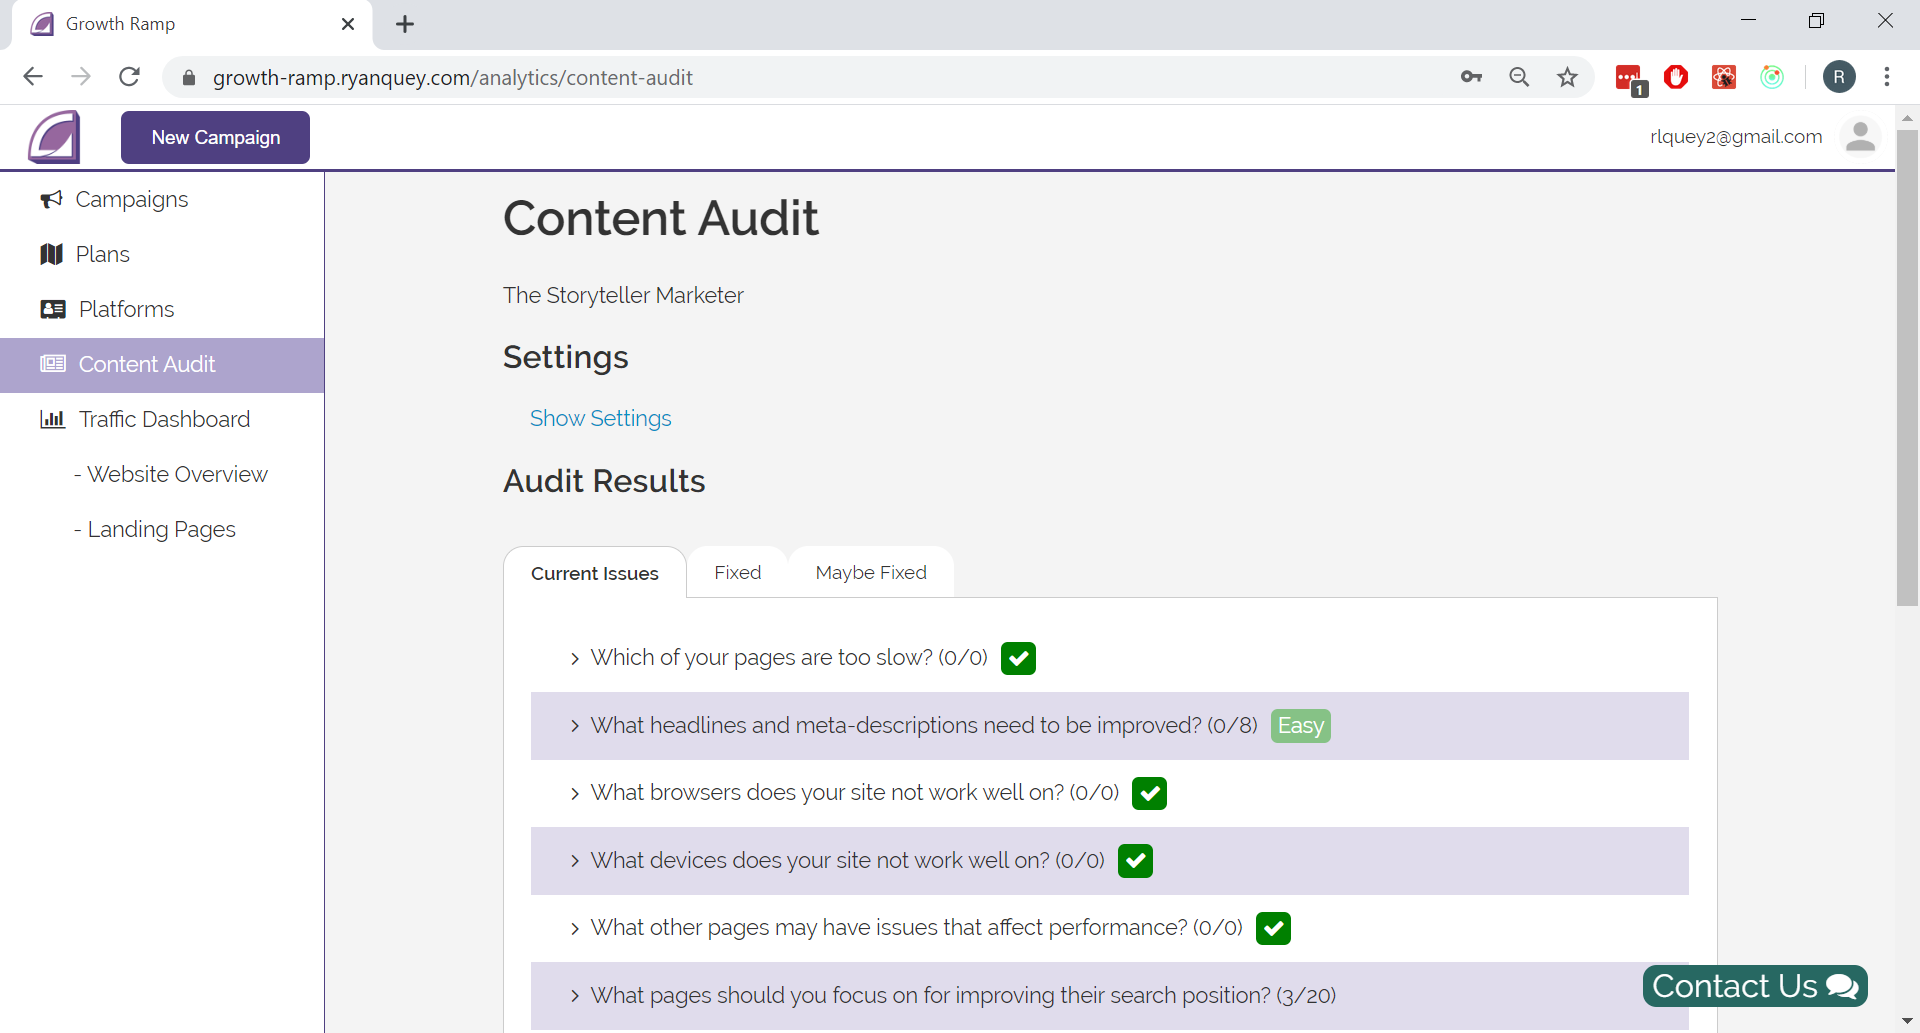 Growth Ramp
growth-ramp.ryanquey.com/analytics/content-audit
1
R
New Campaign
rlquey2@gmail.com
Campaigns
Plans
Platforms
Content Audit
Traffic Dashboard
- Website Overview
- Landing Pages
Content Audit
The Storyteller Marketer
Settings
Show Settings
Audit Results
Current Issues Fixed Maybe Fixed
Which of your pages are too slow? (0/0)
What headlines and meta-descriptions need to be improved? (0/8) Easy
What browsers does your site not work well on? (0/0)
What devices does your site not work well on? (0/0)
What other pages may have issues that affect performance? (0/0)
What pages should you focus on for improving their search position? (3/20)
Contact Us